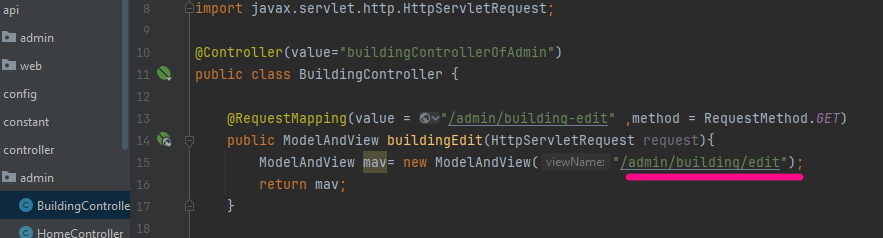 api
admin
web
config
constant
controller
admin
BuildingControlle
HomeController
8 import javax.servlet.http.HttpServletRequest;
9
10 @Controller(value="buildingControllerOfAdmin")
11 public class BuildingController {
12
13 @RequestMapping(value = "/admin/building-edit" ,method = RequestMethod.GET)
14 public ModelAndView buildingEdit(HttpServletRequest request){
15 ModelAndView mav= new ModelAndView( viewName: "/admin/building/edit");
16 return mav;
17 }
18